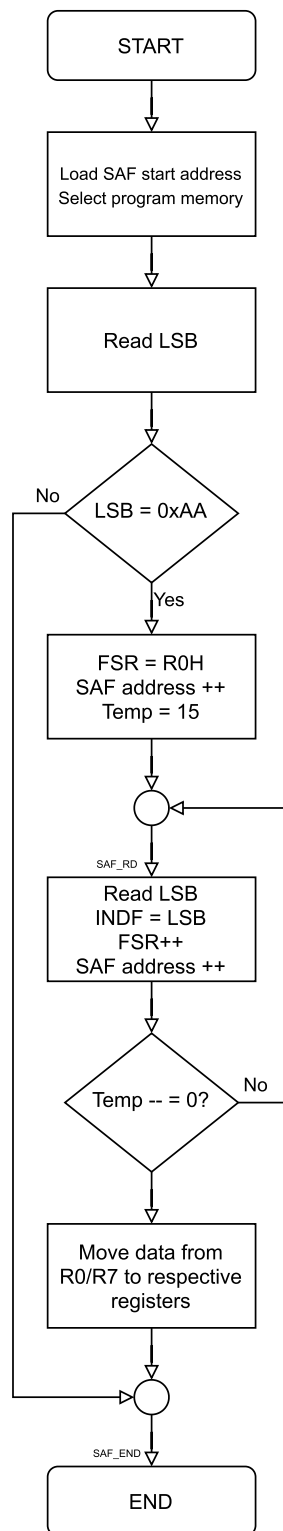 START
Load SAF start address
Select program memory
Read LSB
LSB = 0xAA
No
Yes
FSR = R0H
SAF address ++
Temp = 15
SAF_RD
Read LSB
INDF = LSB
FSR++
SAF address ++
Temp -- = 0?
No
Move data from
R0/R7 to respective
registers
SAF_END
END